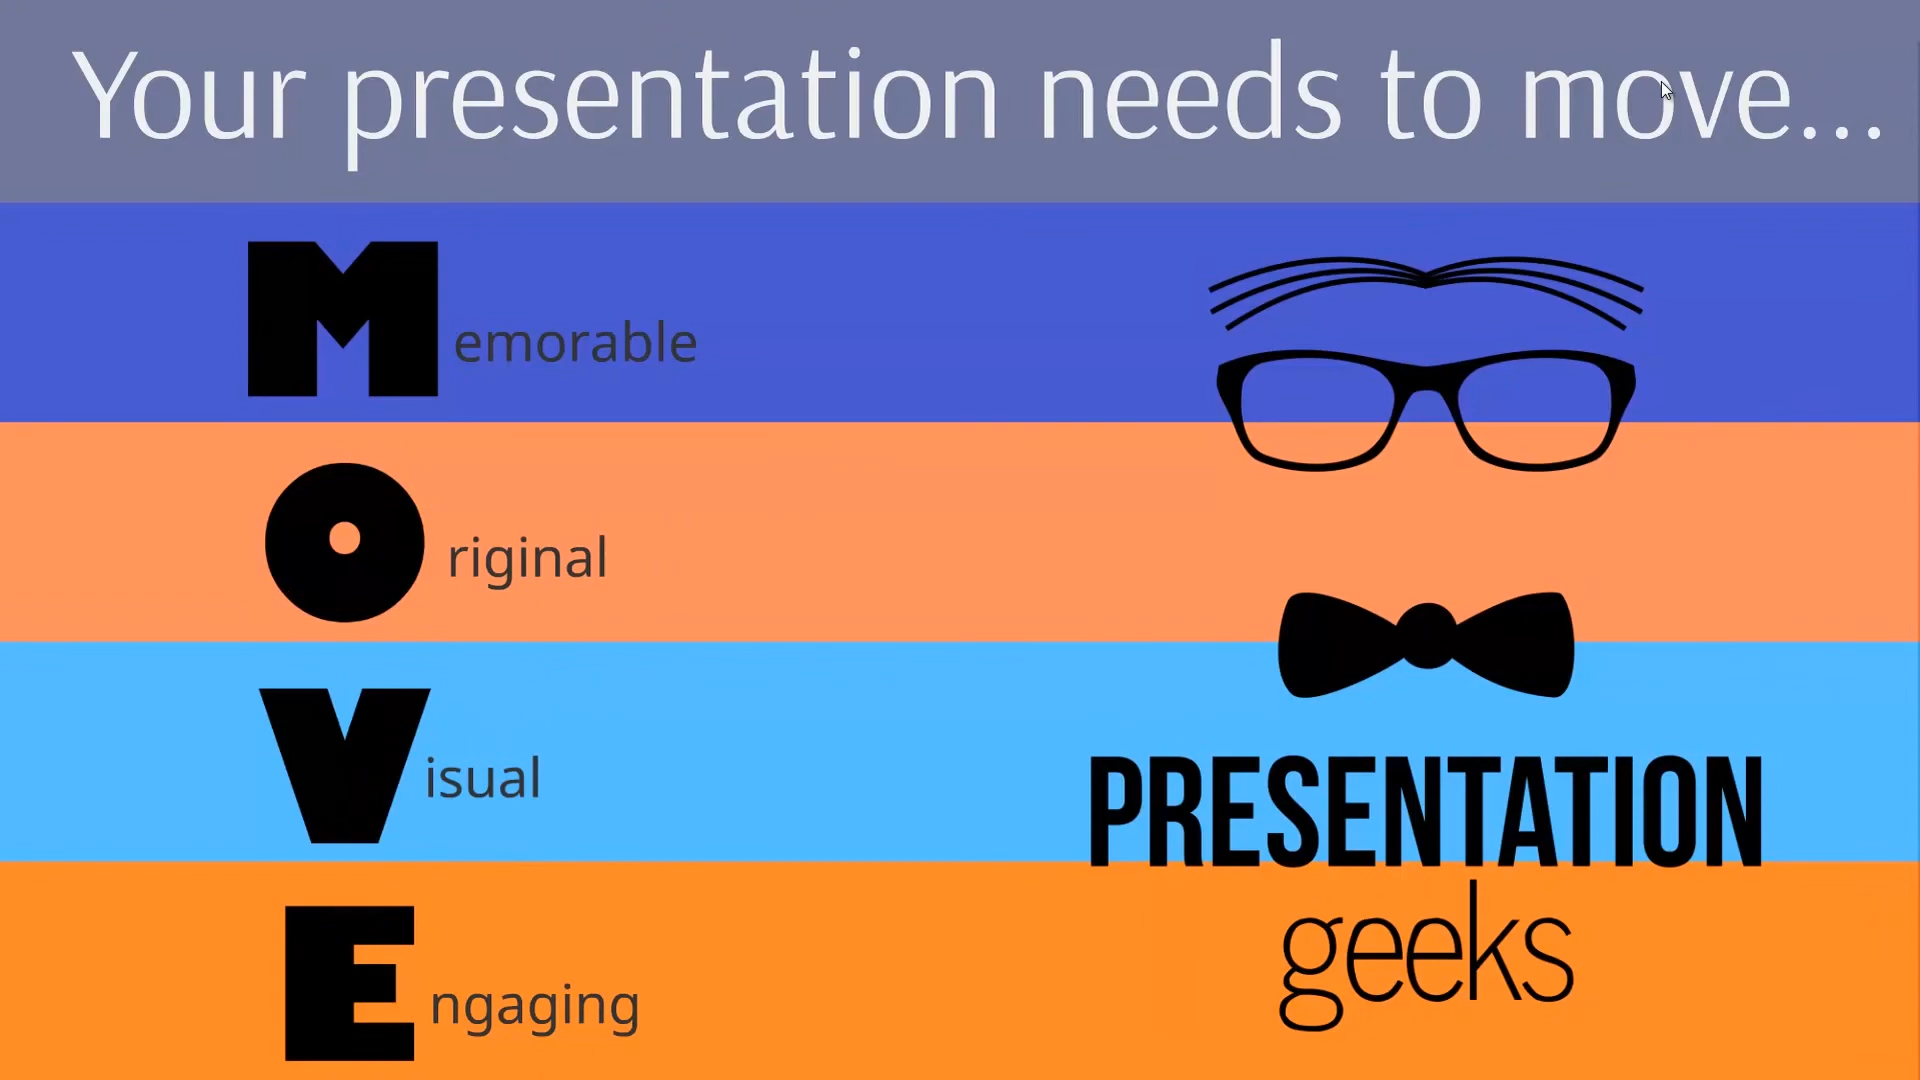 Your presentation needs to move...
Memorable
Original
Visual
Engaging
PRESENTATION
geeks